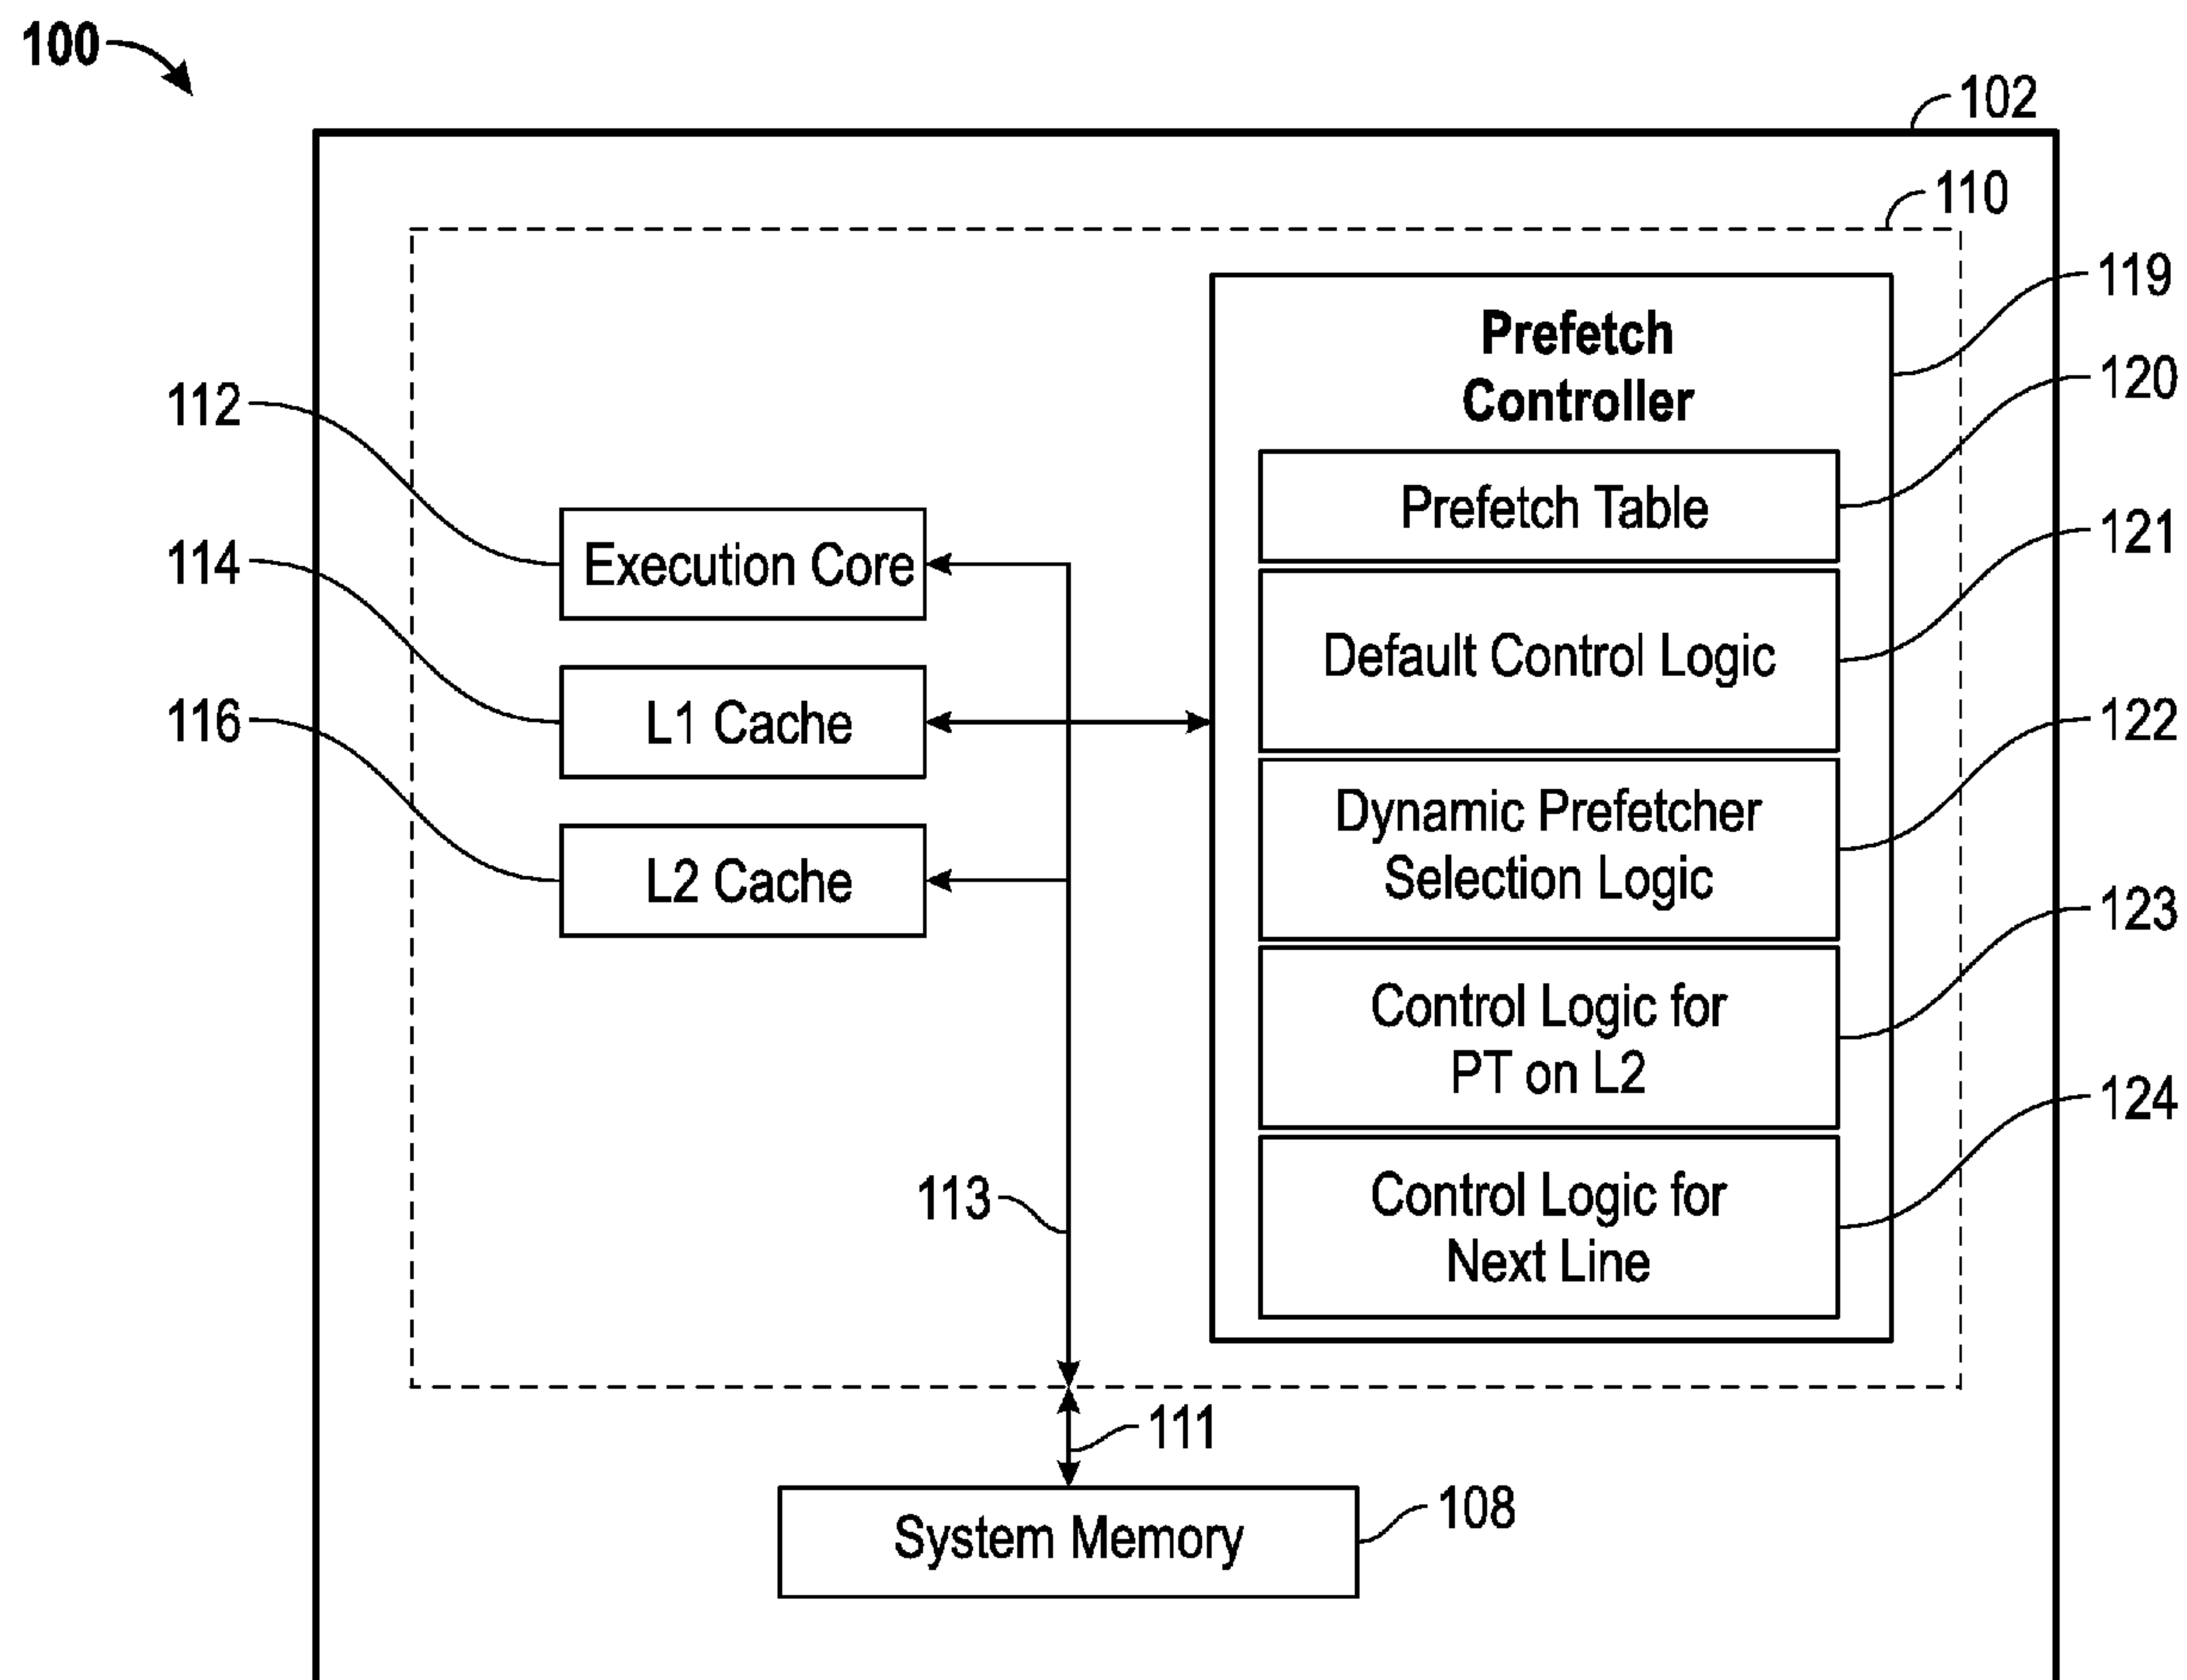 100
102
110
119
Prefetch
Controller
120
112
Prefetch Table
121
114
Execution Core
Default Control Logic
116
L1 Cache
122
Dynamic Prefetcher
Selection Logic
L2 Cache
123
Control Logic for
PT on L2
124
113
Control Logic for
Next Line
111
System Memory
108